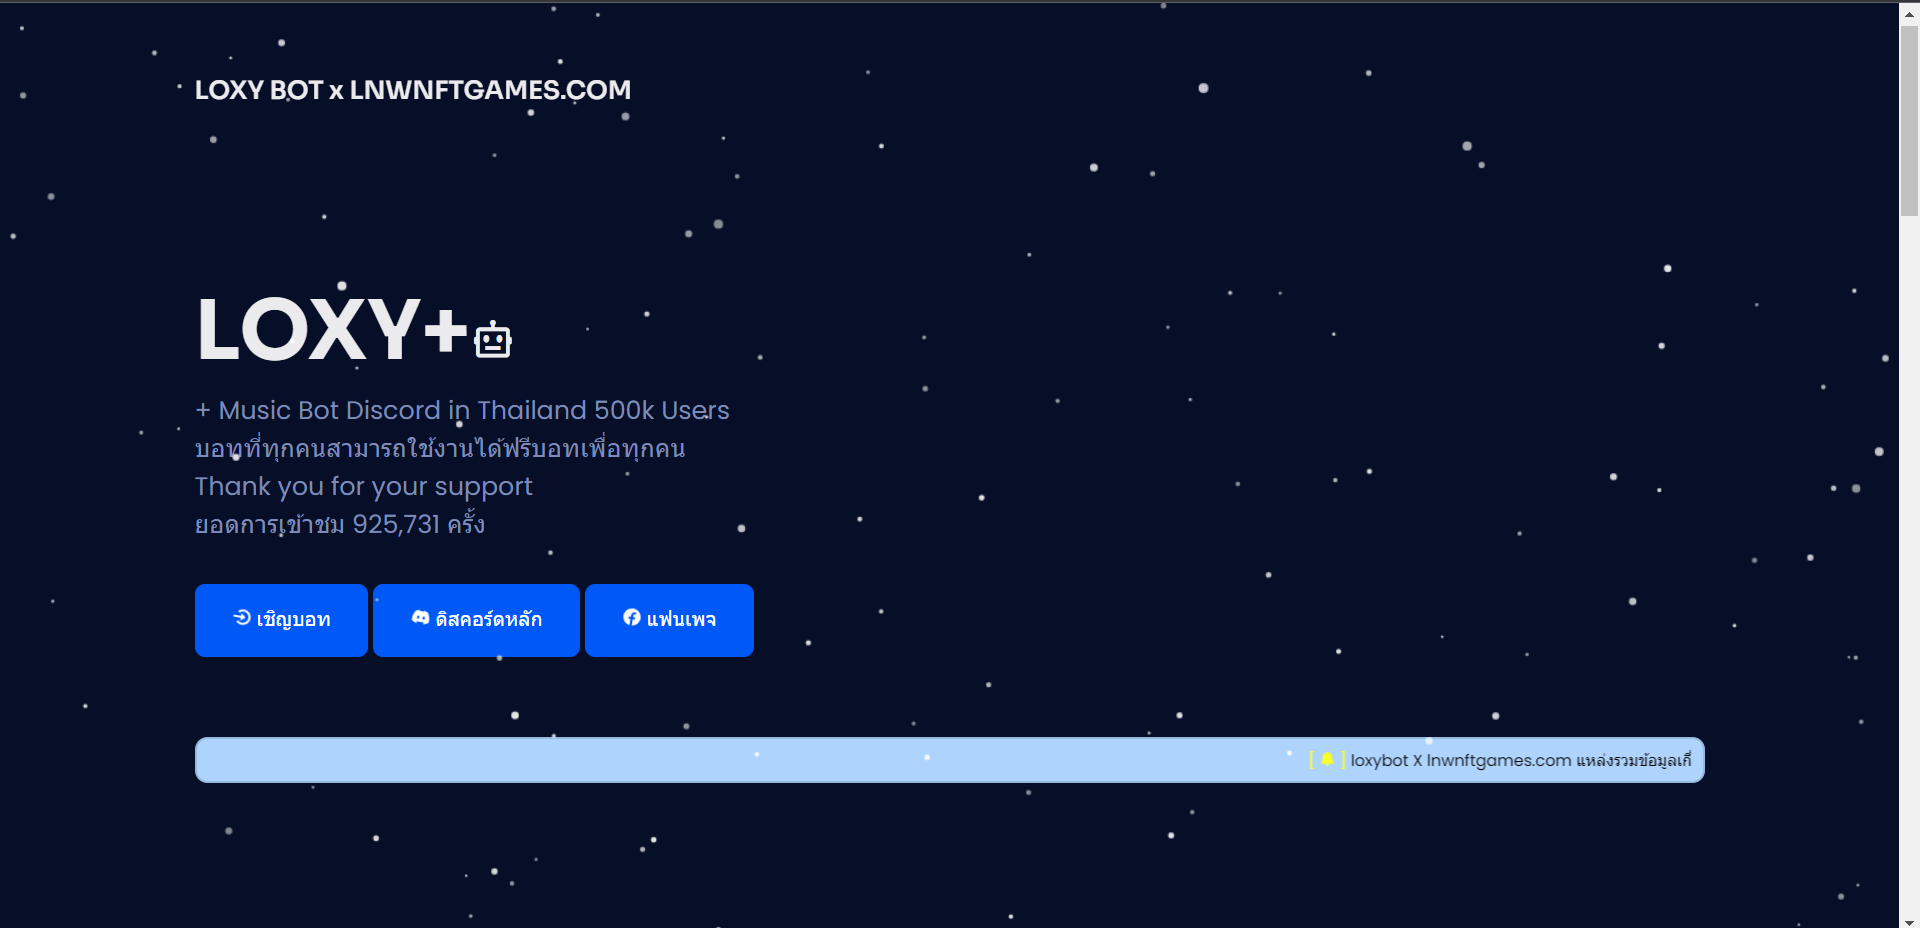 LOXY BOT x LNWNFTGAMES.COM
LOXY+
+ Music Bot Discord in Thailand 500k Users
บอทที่ทุกคนสามารถใช้งานได้ฟรีบอทเพื่อทุกคน
Thank you for your support
ยอดการเข้าชม 925,731 ครั้ง
เชิญบอท ดิสคอร์ดหลัก แฟนเพจ
[ ] loxybot X lnwnftgames.com แหล่งรวมข้อมูลเกี่